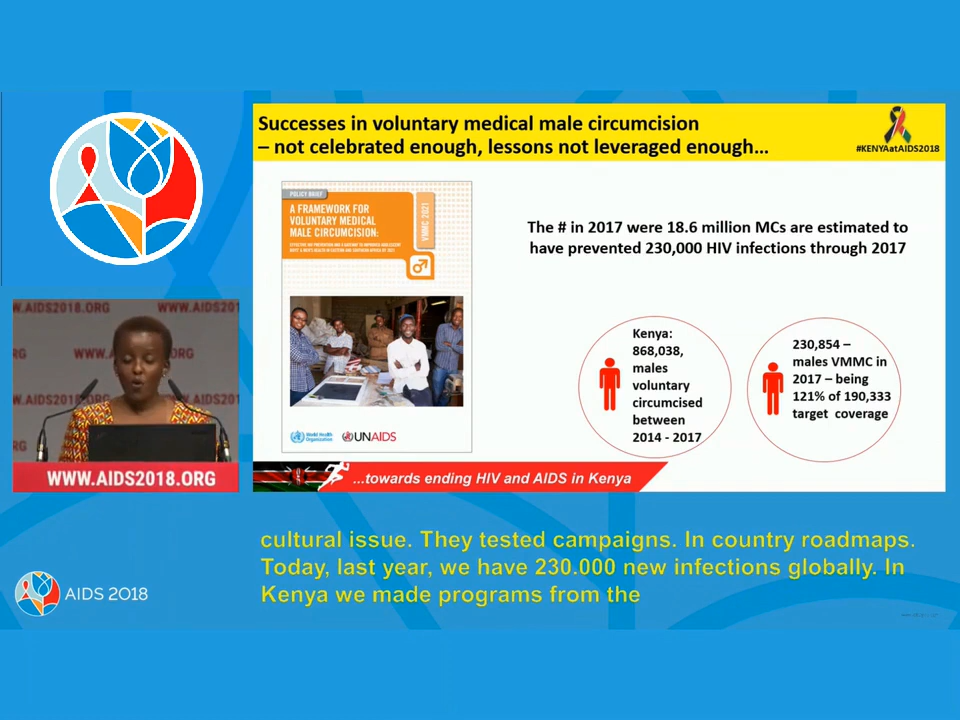 Successes in voluntary medical male circumcision
– not celebrated enough, lessons not leveraged enough...
#KENYAatAIDS2018
POLICY BRIEF
A FRAMEWORK FOR
VOLUNTARY MEDICAL
MALE CIRCUMCISION:
VMMC 2021
World Health
Organization
UNAIDS
The # in 2017 were 18.6 million MCs are estimated to
have prevented 230,000 HIV infections through 2017
Kenya:
868,038,
males
voluntary
circumcised
between
2014 - 2017
230,854 –
males VMMC in
2017 – being
121% of 190,333
target coverage
...towards ending HIV and AIDS in Kenya
W.AIDS2018.ORG
WWW.AIDS2018.ORG
cultural issue. They tested campaigns. In country roadmaps.
Today, last year, we have 230.000 new infections globally. In
Kenya we made programs from the
AIDS 2018